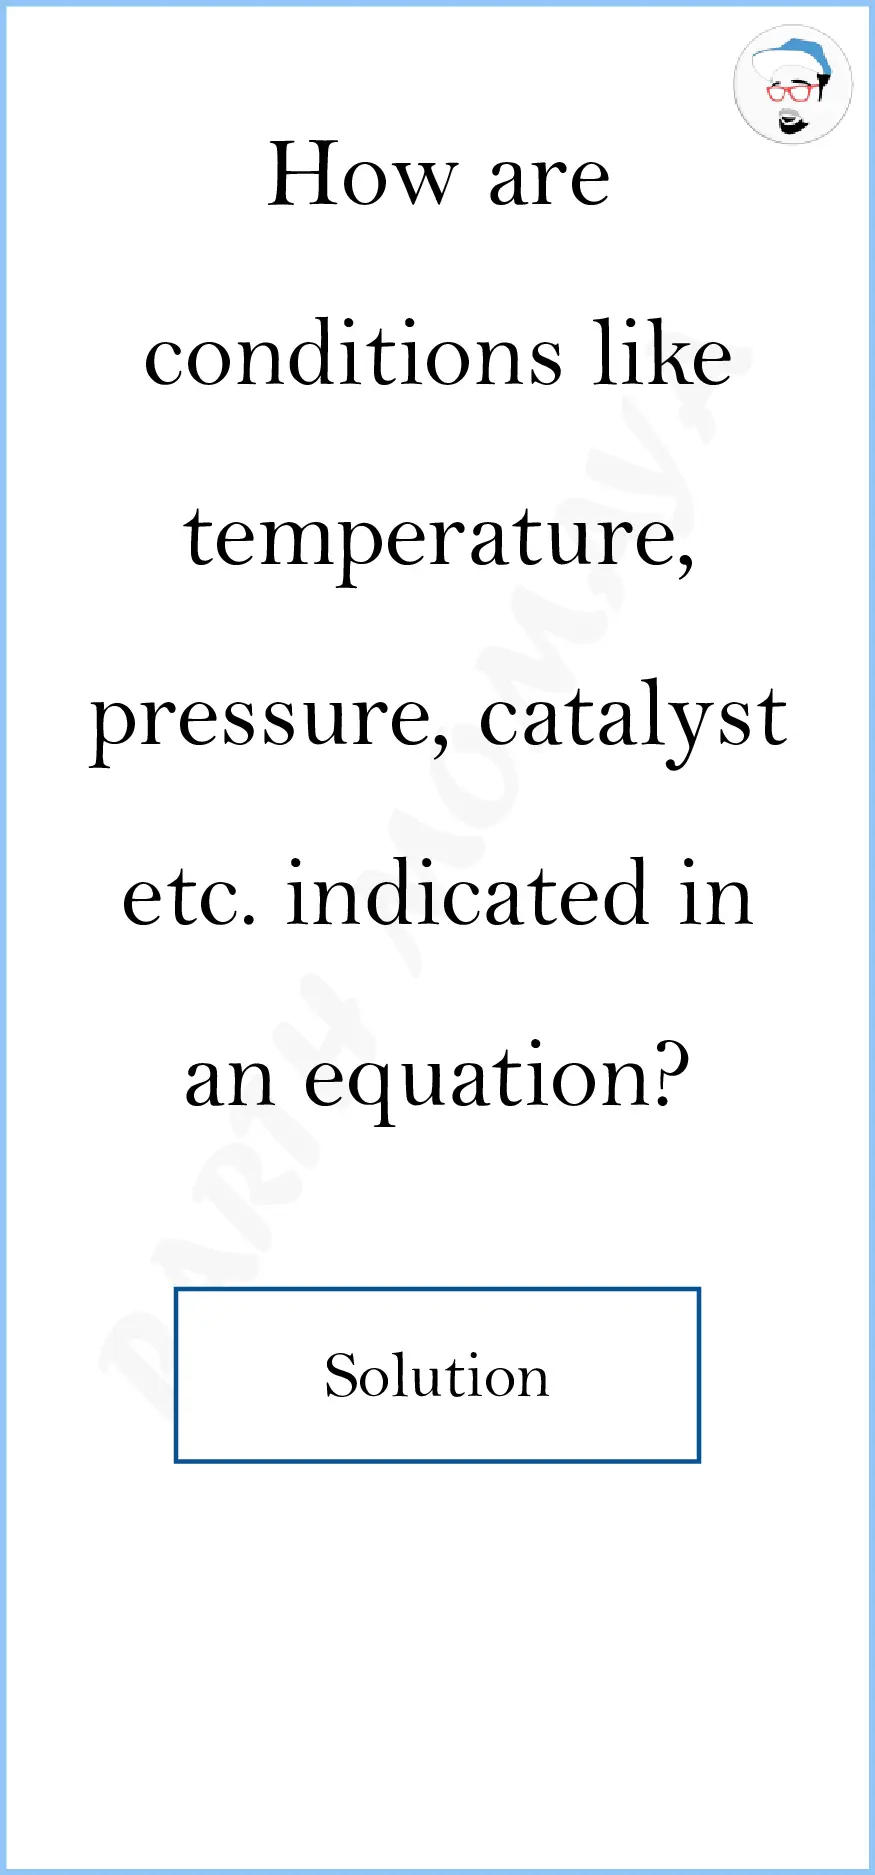 How are
conditions like
temperature,
pressure, catalyst
etc. indicated in
an equation?
Solution
PARTH MOMAYA